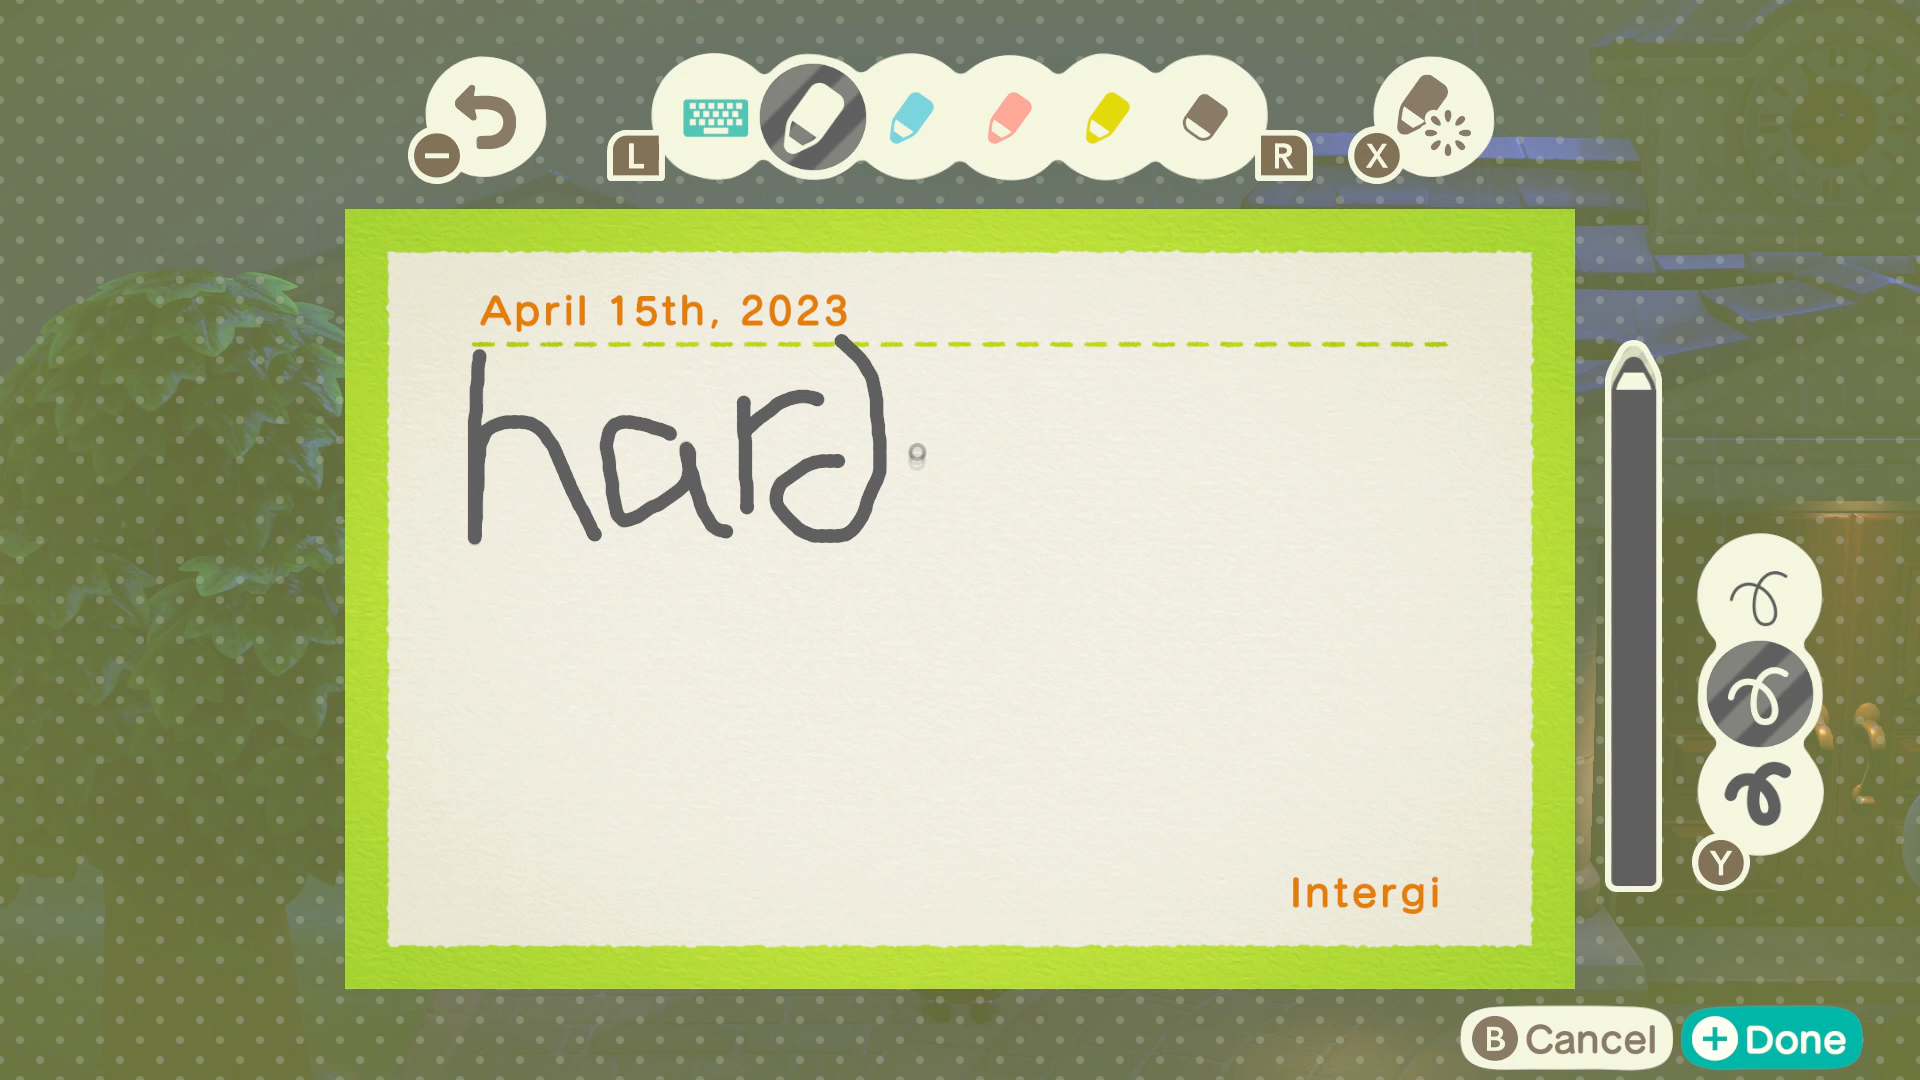 L
R
X
April 15th, 2023
hard
Intergi
Y
B Cancel
+ Done